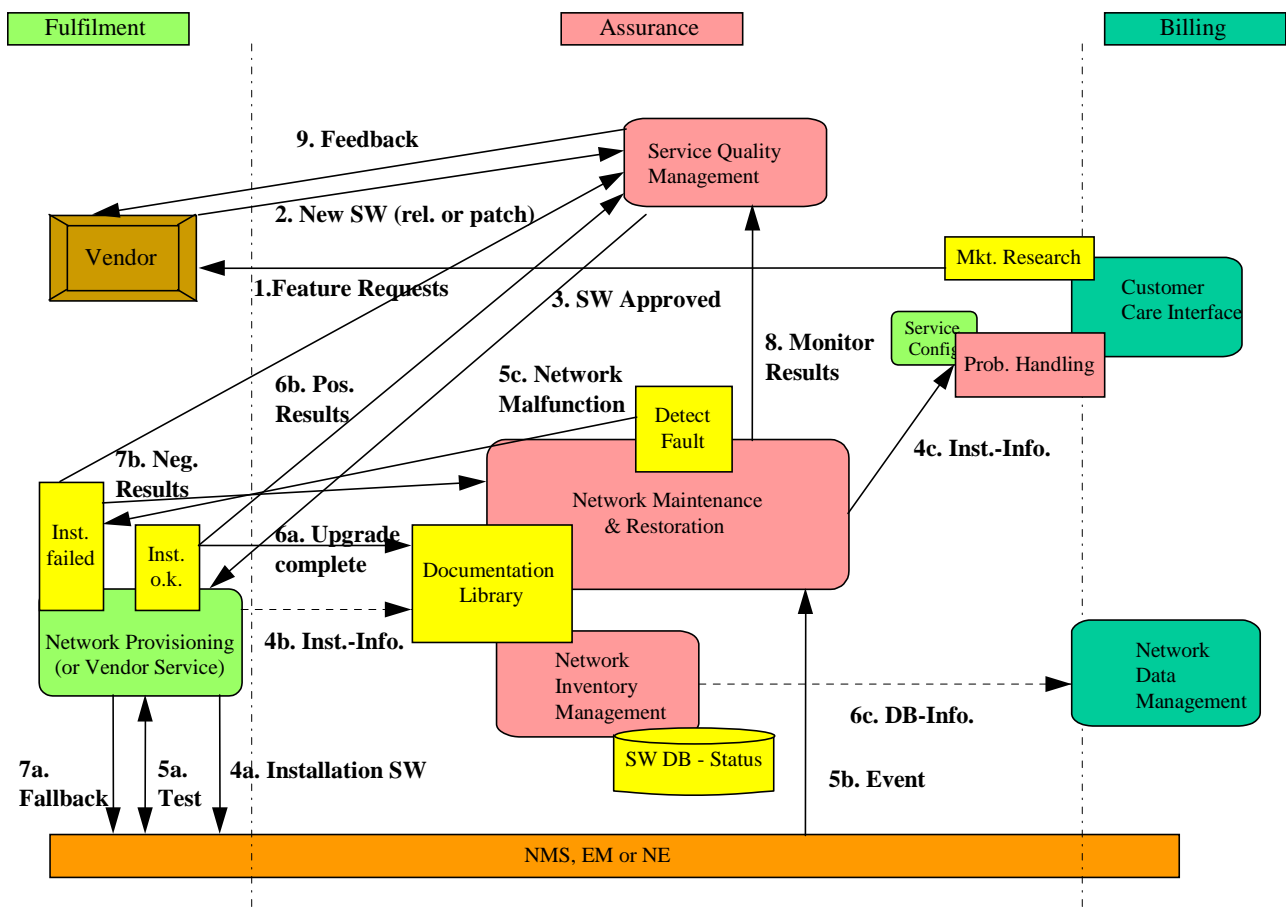 Fulfilment
Assurance
Billing
9. Feedback
Service Quality
Management
2. New SW (rel. or patch)
Vendor
Mkt. Research
1.Feature Requests
3. SW Approved
Customer
Care Interface
Service
Config
8. Monitor
Results
Prob. Handling
6b. Pos.
Results
5c. Network
Malfunction
Detect
Fault
4c. Inst.-Info.
7b. Neg.
Results
Network Maintenance
& Restoration
Inst.
failed
Inst.
o.k.
6a. Upgrade
complete
Documentation
Library
Network Provisioning
(or Vendor Service)
4b. Inst.-Info.
Network
Inventory
Management
Network
Data
Management
6c. DB-Info.
SW DB - Status
7a.
Fallback
5a.
Test
4a. Installation SW
5b. Event
NMS, EM or NE